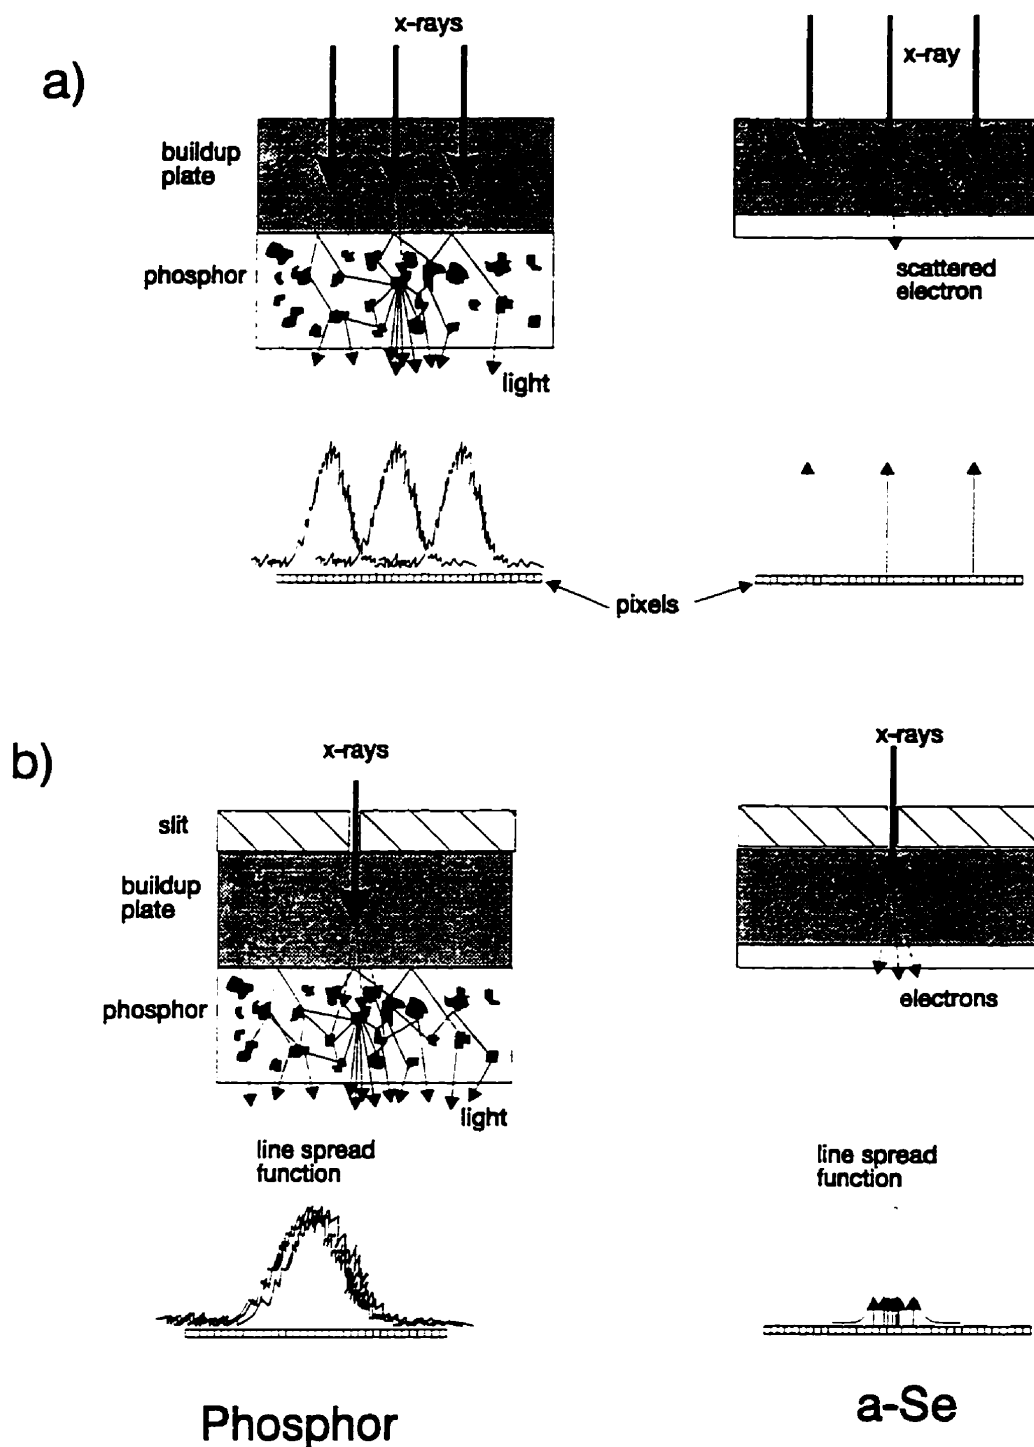 a)
x-rays
x-ray
buildup
plate
phosphor
scattered
electron
light
pixels
b)
x-rays
x-rays
slit
buildup
plate
phosphor
electrons
light
line spread
function
line spread
function
Phosphor
a-Se